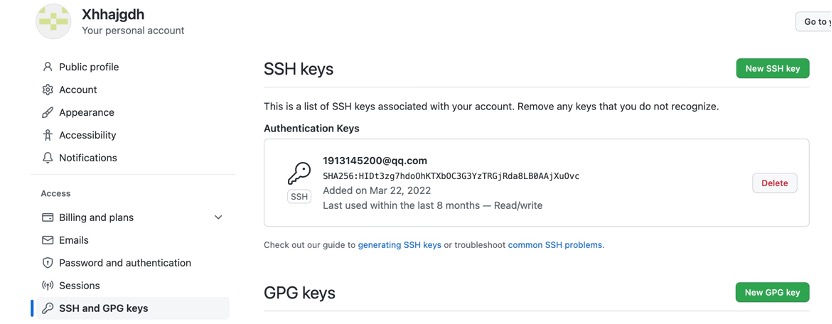 Xhhajgdh
Your personal account
Go to y
Public profile
Account
Appearance
Accessibility
Notifications
Access
Billing and plans
Emails
Password and authentication
Sessions
SSH and GPG keys
SSH keys
New SSH key
This is a list of SSH keys associated with your account. Remove any keys that you do not recognize.
Authentication Keys
1913145200@qq.com
SHA256:HIDt3zg7hdoOhKTXbOC3G3YzTRGjRda8LB0AAjXuOvc
SSH
Added on Mar 22, 2022
Last used within the last 8 months — Read/write
Delete
Check out our guide to generating SSH keys or troubleshoot common SSH problems.
GPG keys
New GPG key